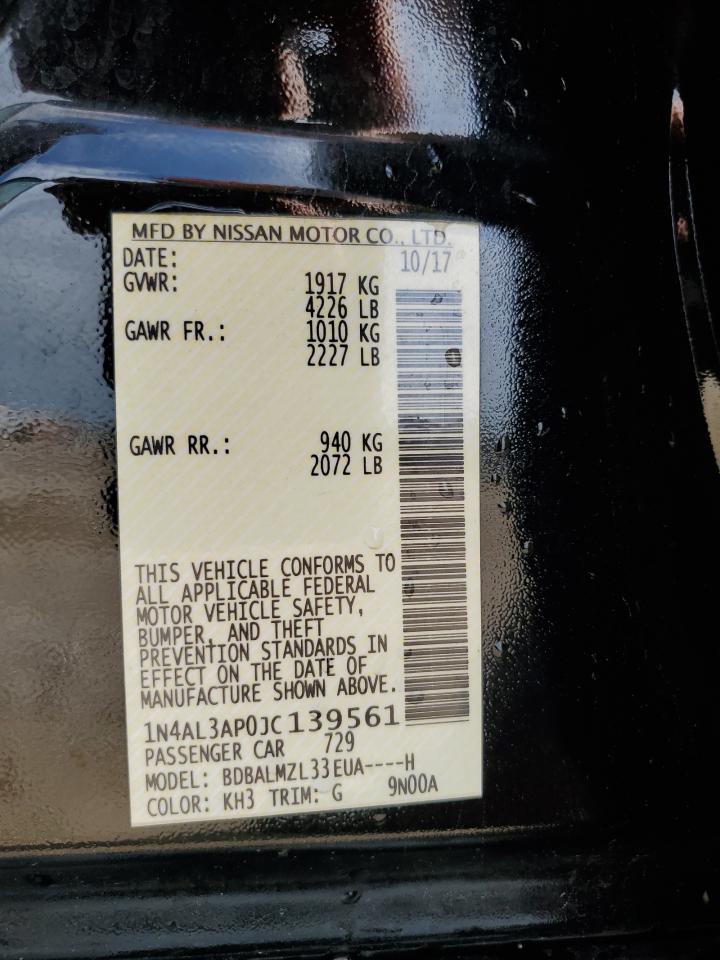 MFD BY NISSAN MOTOR CO., LTD.
DATE: 10/17
GVWR: 1917 KG
4226 LB
GAWR FR.: 1010 KG
2227 LB
GAWR RR.: 940 KG
2072 LB
THIS VEHICLE CONFORMS TO
ALL APPLICABLE FEDERAL
MOTOR VEHICLE SAFETY,
BUMPER, AND THEFT
PREVENTION STANDARDS IN
EFFECT ON THE DATE OF
MANUFACTURE SHOWN ABOVE.
1N4AL3AP0JC139561
PASSENGER CAR 729
MODEL: BDBALMZL33EUA----H
COLOR: KH3 TRIM: G 9N00A